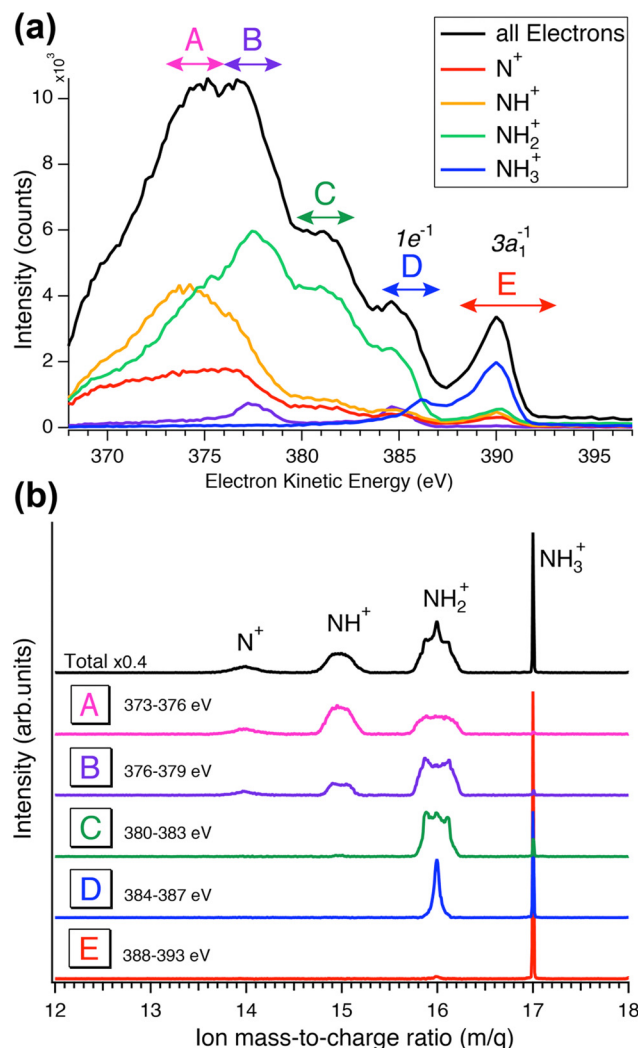 (a)
A
B
×10³
all Electrons
N⁺
NH⁺
NH₂⁺
NH₃⁺
C
1e⁻¹
D
3a₁⁻¹
E
10
6
4
2
0
Intensity (counts)
370
375
380
385
390
395
Electron Kinetic Energy (eV)
(b)
NH₃⁺
NH₂⁺
NH⁺
N⁺
Total x0.4
A 373-376 eV
B 376-379 eV
C 380-383 eV
D 384-387 eV
E 388-393 eV
Intensity (arb.units)
12
13
14
15
16
17
18
Ion mass-to-charge ratio (m/q)